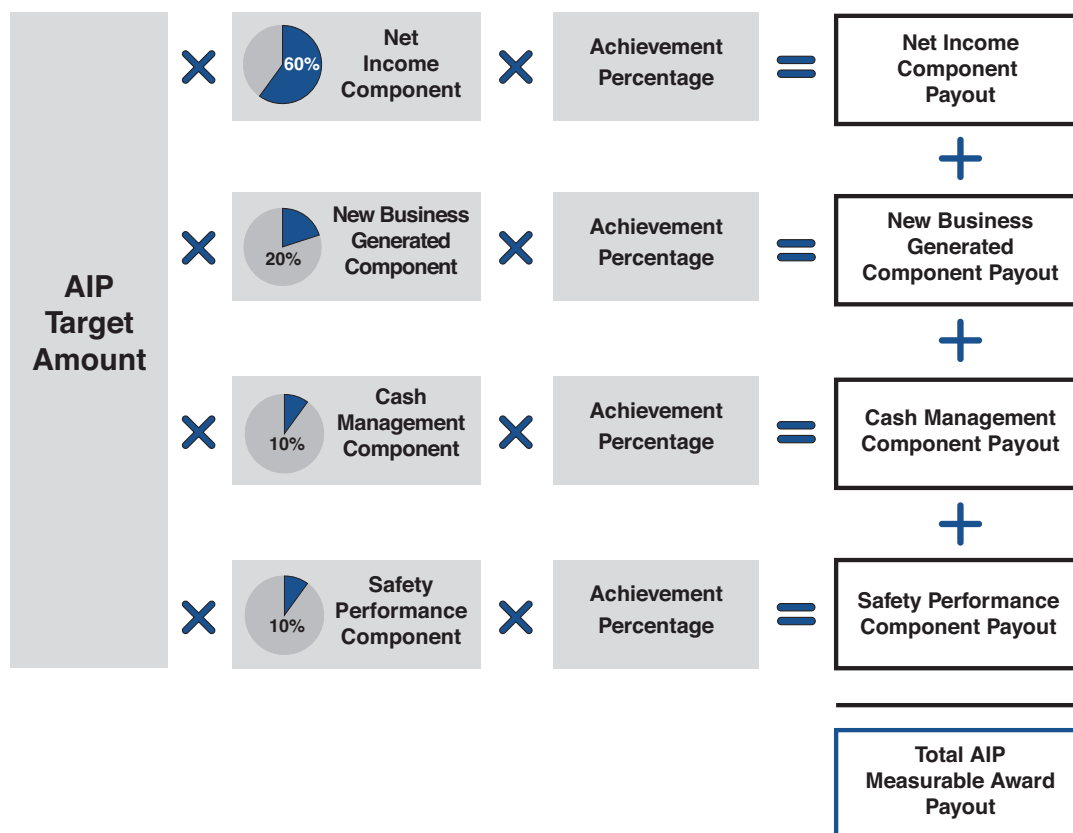 AIP
Target
Amount
60%
Net
Income
Component
Achievement
Percentage
Net Income
Component
Payout
20%
New Business
Generated
Component
Achievement
Percentage
New Business
Generated
Component Payout
10%
Cash
Management
Component
Achievement
Percentage
Cash Management
Component Payout
10%
Safety
Performance
Component
Achievement
Percentage
Safety Performance
Component Payout
Total AIP
Measurable Award
Payout